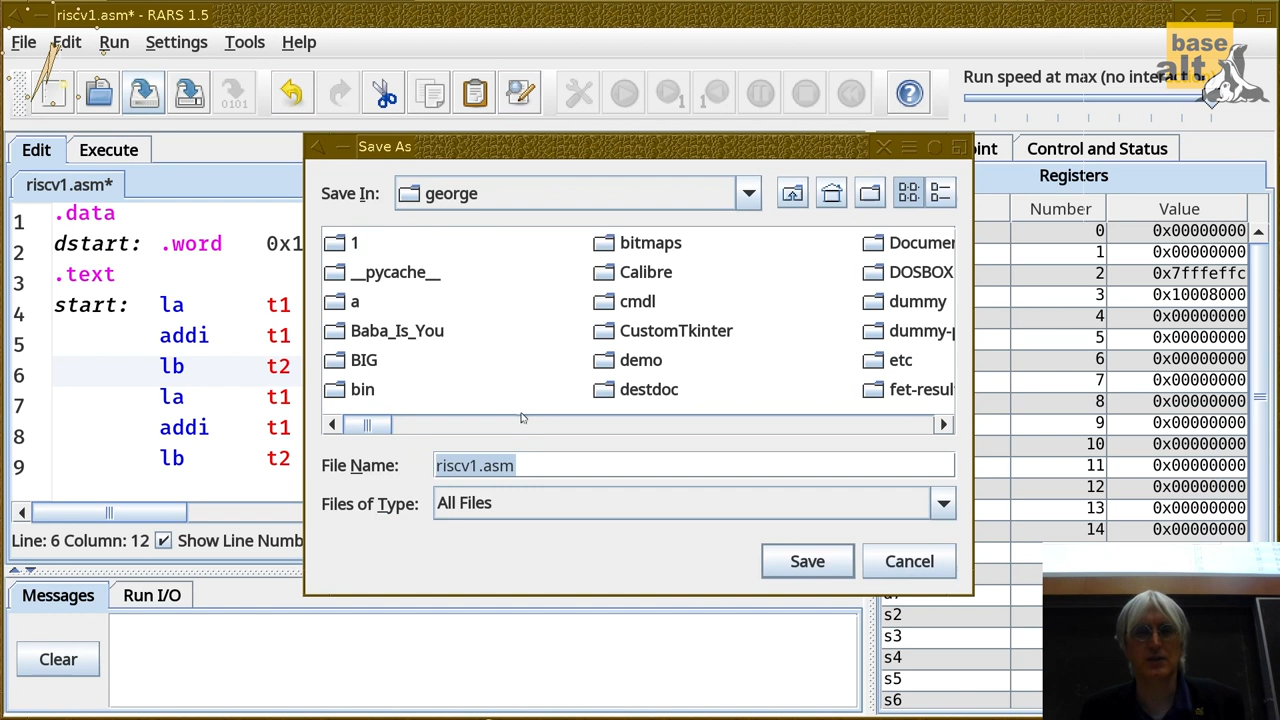 riscv1.asm* - RARS 1.5
File Edit Run Settings Tools Help
Run speed at max (no interaction)
base
alt
Edit Execute
riscv1.asm*
1 .data
2 dstart: .word 0x1
3 .text
4 start: la t1
5 addi t1
6 lb t2
7 la t1
8 addi t1
9 lb t2
Line: 6 Column: 12 Show Line Numb
Messages Run I/O
Clear
Save As
Save In: george
1 bitmaps Documen
__pycache__ Calibre DOSBOX
a cmdl dummy
Baba_Is_You CustomTkinter dummy-p
BIG demo etc
bin destdoc fet-resul
File Name: riscv1.asm
Files of Type: All Files
Save Cancel
oint Control and Status
Registers
Number Value
0 0x00000000
1 0x00000000
2 0x7fffeffc
3 0x10008000
4 0x00000000
5 0x00000000
6 0x00000000
7 0x00000000
8 0x00000000
9 0x00000000
10 0x00000000
11 0x00000000
12 0x00000000
13 0x00000000
14 0x00000000
s2
s3
s4
s5
s6